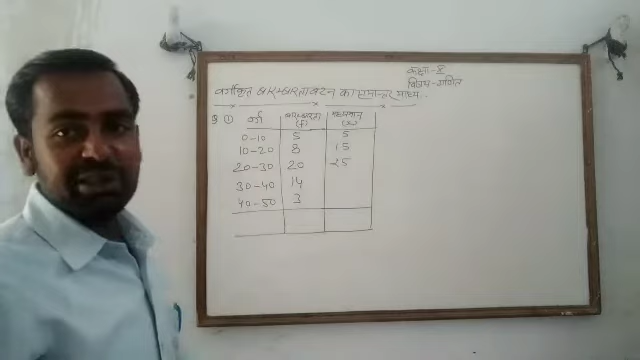 कक्षा-X
विषय-गणित
वर्गीकृत बारम्बारता बंटन का समान्तर माध्य..
प्र ① वर्ग बारम्बारता (f) मध्यमान (x)
0-10 5 5
10-20 8 15
20-30 20 25
30-40 14
40-50 3